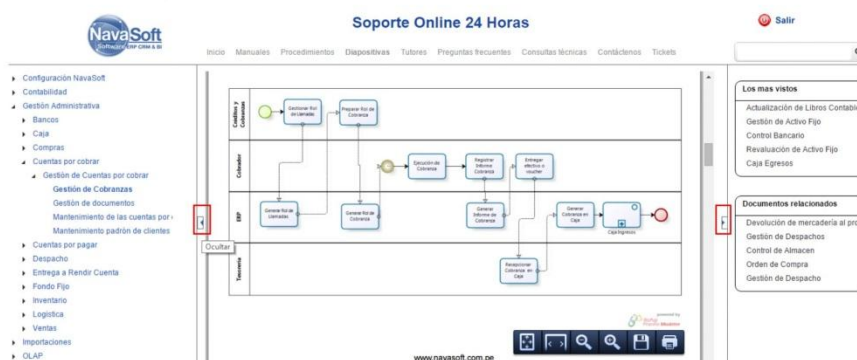 NavaSoft
Software ERP CRM & BI
Soporte Online 24 Horas
Salir
Inicio Manuales Procedimientos Diapositivas Tutores Preguntas frecuentes Consultas técnicas Contáctenos Tickets
Configuración NavaSoft
Contabilidad
Gestión Administrativa
Bancos
Caja
Compras
Cuentas por cobrar
Gestión de Cuentas por cobrar
Gestión de Cobranzas
Gestión de documentos
Mantenimiento de las cuentas por
Mantenimiento padrón de clientes
Cuentas por pagar
Despacho
Entrega a Rendir Cuenta
Fondo Fijo
Inventario
Logística
Ventas
Importaciones
OLAP
Ocultar
Créditos y
Cobranzas
Gestionar Rol
de Llamadas
Preparar Rol de
Cobranza
Cobrador
Ejecución de
Cobranza
Registrar
Informe
Cobranza
Entregar
efectivo o
voucher
ERP
Generar Rol de
Llamadas
Generar Rol de
Cobranza
Generar
Informe de
Cobranza
Generar
Cobranza en
Caja
Caja Egresos
Tesorería
Recepcionar
Cobranza en
Caja
powered by
www.navasoft.com.pe
Los mas vistos
Actualización de Libros Contabl
Gestión de Activo Fijo
Control Bancario
Revaluación de Activo Fijo
Caja Egresos
Documentos relacionados
Devolución de mercadería al pro
Gestión de Despachos
Control de Almacen
Orden de Compra
Gestión de Despacho